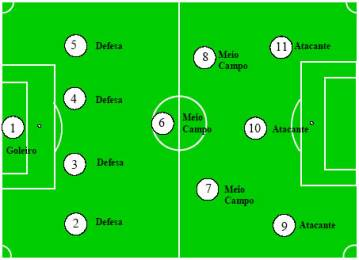 5 Defesa
8 Meio
Campo
11 Atacante
4 Defesa
1
Goleiro
6 Meio
Campo
10 Atacante
3 Defesa
7 Meio
Campo
2 Defesa
9 Atacante